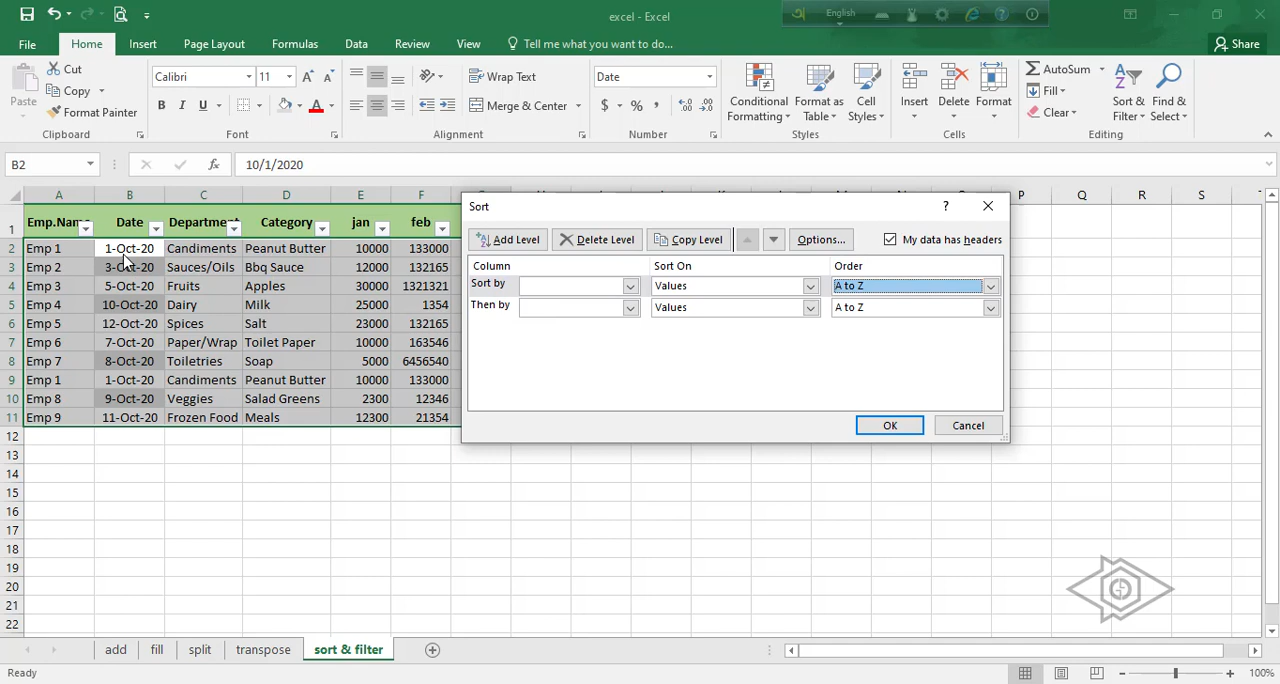 excel - Excel
English
File Home Insert Page Layout Formulas Data Review View Tell me what you want to do... Share
Cut
Copy
Format Painter
Paste
Clipboard
Calibri 11
B I U
Font
Wrap Text
Merge & Center
Alignment
Date
$ % ,
Number
Conditional Formatting
Format as Table
Cell Styles
Styles
Insert Delete Format
Cells
AutoSum
Fill
Clear
Sort & Filter
Find & Select
Editing
B2 fx 10/1/2020
A B C D E F P Q R S
1 Emp.Name Date Department Category jan feb
2 Emp 1 1-Oct-20 Candiments Peanut Butter 10000 133000
3 Emp 2 3-Oct-20 Sauces/Oils Bbq Sauce 12000 132165
4 Emp 3 5-Oct-20 Fruits Apples 30000 1321321
5 Emp 4 10-Oct-20 Dairy Milk 25000 1354
6 Emp 5 12-Oct-20 Spices Salt 23000 132165
7 Emp 6 7-Oct-20 Paper/Wrap Toilet Paper 10000 163546
8 Emp 7 8-Oct-20 Toiletries Soap 5000 6456540
9 Emp 1 1-Oct-20 Candiments Peanut Butter 10000 133000
10 Emp 8 9-Oct-20 Veggies Salad Greens 2300 12346
11 Emp 9 11-Oct-20 Frozen Food Meals 12300 21354
12
13
14
15
16
17
18
19
20
21
22
Sort ?
Add Level Delete Level Copy Level Options... My data has headers
Column Sort On Order
Sort by Values A to Z
Then by Values A to Z
OK Cancel
add fill split transpose sort & filter
Ready 100%